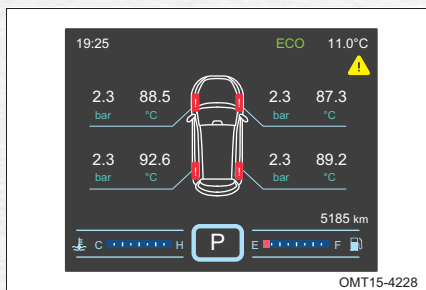 19:25 ECO 11.0°C
2.3 88.5 2.3 87.3
bar °C bar °C
2.3 92.6 2.3 89.2
bar °C bar °C
5185 km
C H P E F
OMT15-4228